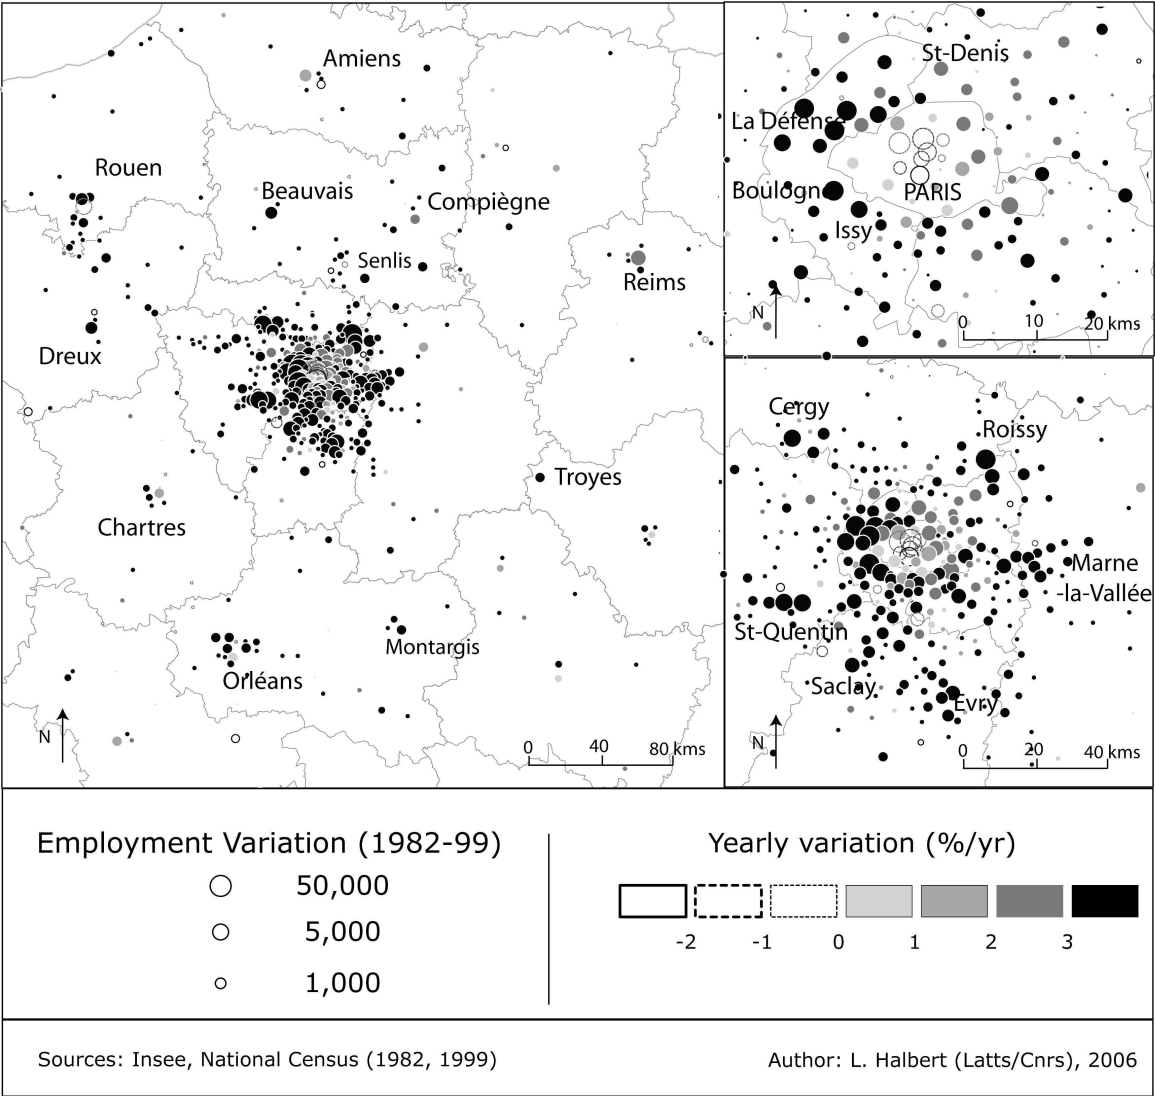 Amiens
Rouen
Beauvais
Compiègne
Senlis
Reims
Dreux
Troyes
Chartres
Montargis
Orléans
N
0 40 80 kms
St-Denis
La Défense
Boulogne
PARIS
Issy
N
0 10 20 kms
Cergy
Roissy
Marne
-la-Vallée
St-Quentin
Saclay
Evry
N
0 20 40 kms
Employment Variation (1982-99)
50,000
5,000
1,000
Yearly variation (%/yr)
-2 -1 0 1 2 3
Sources: Insee, National Census (1982, 1999)
Author: L. Halbert (Latts/Cnrs), 2006